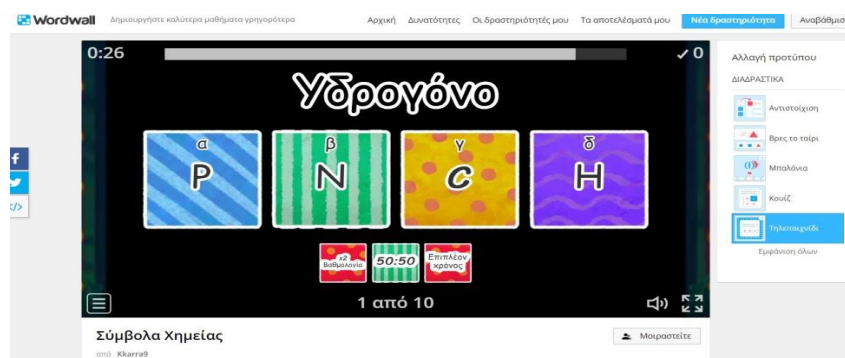 Wordwall Δημιουργήστε καλύτερα μαθήματα γρηγορότερα Αρχική Δυνατότητες Οι δραστηριότητές μου Τα αποτελέσματά μου Νέα δραστηριότητα Αναβάθμισ
0:26 ✓ 0
Υδρογόνο
α β γ δ
P N C H
x2 Βαθμολογία 50:50 Επιπλέον χρόνος
1 από 10
Αλλαγή προτύπου
ΔΙΑΔΡΑΣΤΙΚΑ
Αντιστοίχιση
Βρες το ταίρι
Μπαλόνια
Κουίζ
Τηλεπαιχνίδι
Εμφάνιση όλων
f
</>
Σύμβολα Χημείας Μοιραστείτε
από Kkarra9